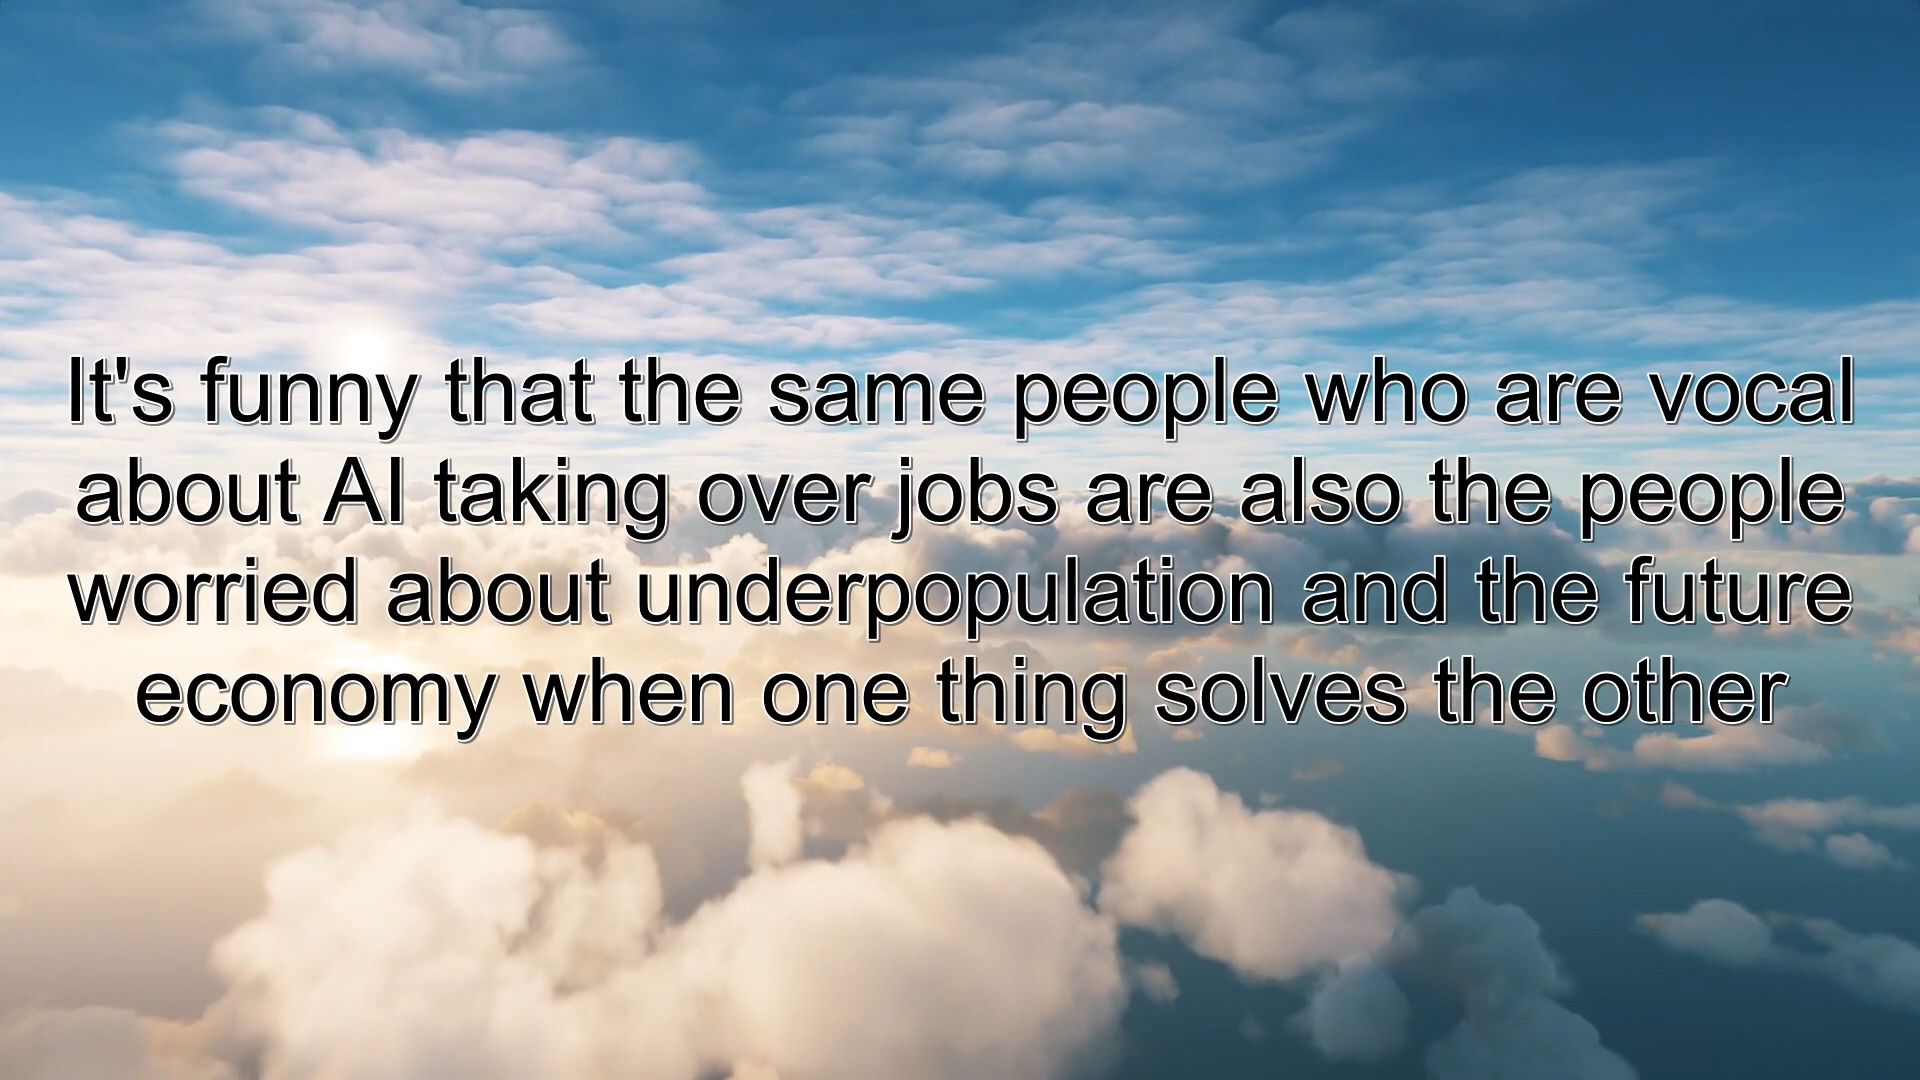 It's funny that the same people who are vocal
about AI taking over jobs are also the people
worried about underpopulation and the future
economy when one thing solves the other